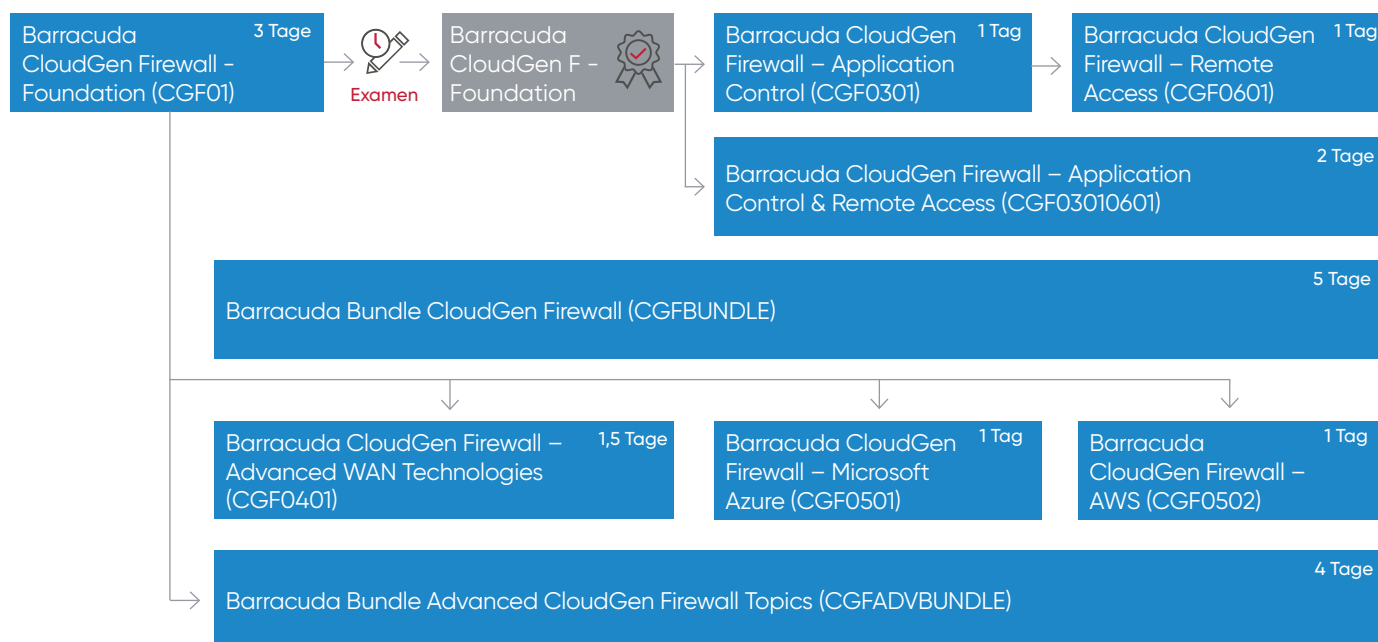 Barracuda
CloudGen Firewall -
Foundation (CGF01)
3 Tage
Examen
Barracuda
CloudGen F -
Foundation
Barracuda CloudGen
Firewall – Application
Control (CGF0301)
1 Tag
Barracuda CloudGen
Firewall – Remote
Access (CGF0601)
1 Tag
Barracuda CloudGen Firewall – Application
Control & Remote Access (CGF03010601)
2 Tage
Barracuda Bundle CloudGen Firewall (CGFBUNDLE)
5 Tage
Barracuda CloudGen Firewall –
Advanced WAN Technologies
(CGF0401)
1,5 Tage
Barracuda CloudGen
Firewall – Microsoft
Azure (CGF0501)
1 Tag
Barracuda
CloudGen Firewall –
AWS (CGF0502)
1 Tag
Barracuda Bundle Advanced CloudGen Firewall Topics (CGFADVBUNDLE)
4 Tage